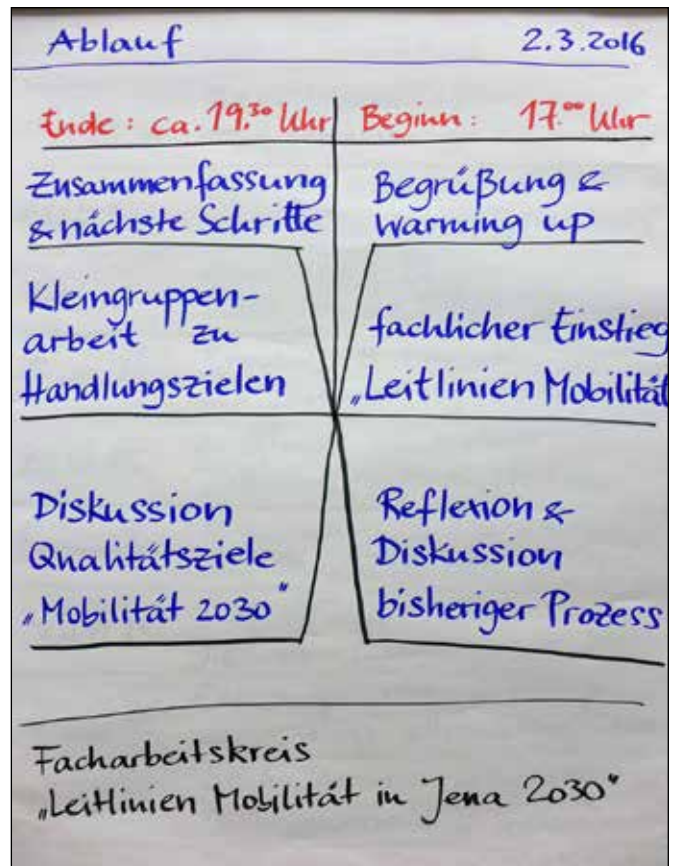 Ablauf 2.3.2016
Ende: ca. 19.30 Uhr
Beginn: 17.00 Uhr
Zusammenfassung
& nächste Schritte
Begrüßung &
Warming up
Kleingruppen-
arbeit zu
Handlungszielen
fachlicher Einstieg
„Leitlinien Mobilität
Diskussion
Qualitätsziele
„Mobilität 2030"
Reflexion &
Diskussion
bisheriger Prozess
Facharbeitskreis
„Leitlinien Mobilität in Jena 2030"